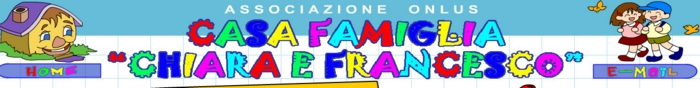 ASSOCIAZIONE ONLUS
CASA FAMIGLIA
"CHIARA E FRANCESCO"
HOME
E-MAIL